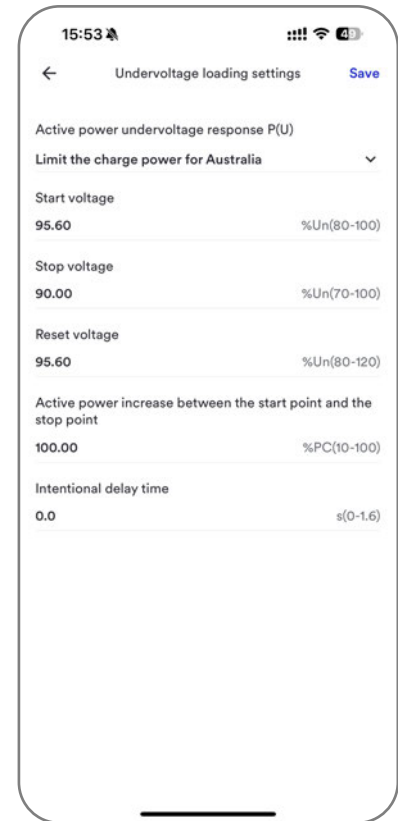 15:53
49
Undervoltage loading settings
Save
Active power undervoltage response P(U)
Limit the charge power for Australia
Start voltage
95.60 %Un(80-100)
Stop voltage
90.00 %Un(70-100)
Reset voltage
95.60 %Un(80-120)
Active power increase between the start point and the
stop point
100.00 %PC(10-100)
Intentional delay time
0.0 s(0-1.6)